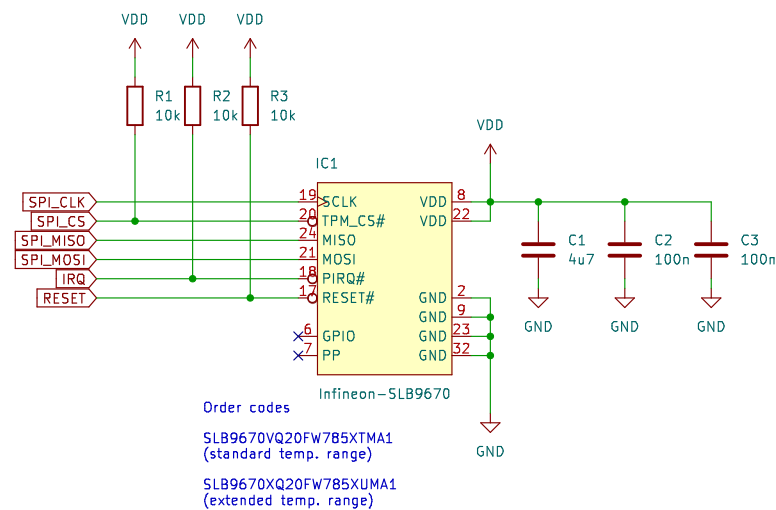 VDD VDD VDD
R1 R2 R3
10k 10k 10k
VDD
IC1
SPI_CLK 19 SCLK VDD 8
SPI_CS 20 TPM_CS# VDD 22
SPI_MISO 24 MISO
SPI_MOSI 21 MOSI
IRQ 18 PIRQ#
RESET 17 RESET# GND 2
GND 9
6 GPIO GND 23
7 PP GND 32
C1 C2 C3
4u7 100n 100n
GND GND GND
Infineon-SLB9670
GND
Order codes
SLB9670VQ20FW785XTMA1
(standard temp. range)
SLB9670XQ20FW785XUMA1
(extended temp. range)